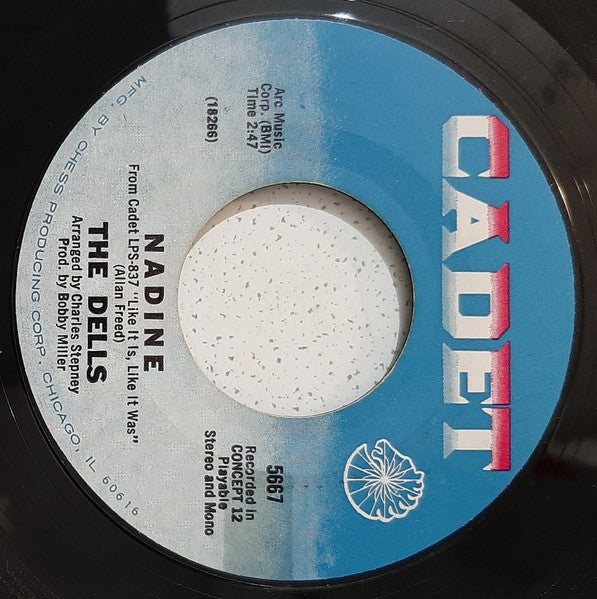 CADET
Arc Music
Corp. (BMI)
Time 2:47
(18266)
5667
Recorded in
CONCEPT 12
Playable
Stereo and Mono
NADINE
From Cadet LPS-837 "Like It Is, Like It Was"
(Allan Freed)
THE DELLS
Arranged by Charles Stepney
Prod. by Bobby Miller
MFG. BY CHESS PRODUCING CORP. CHICAGO, IL 60616